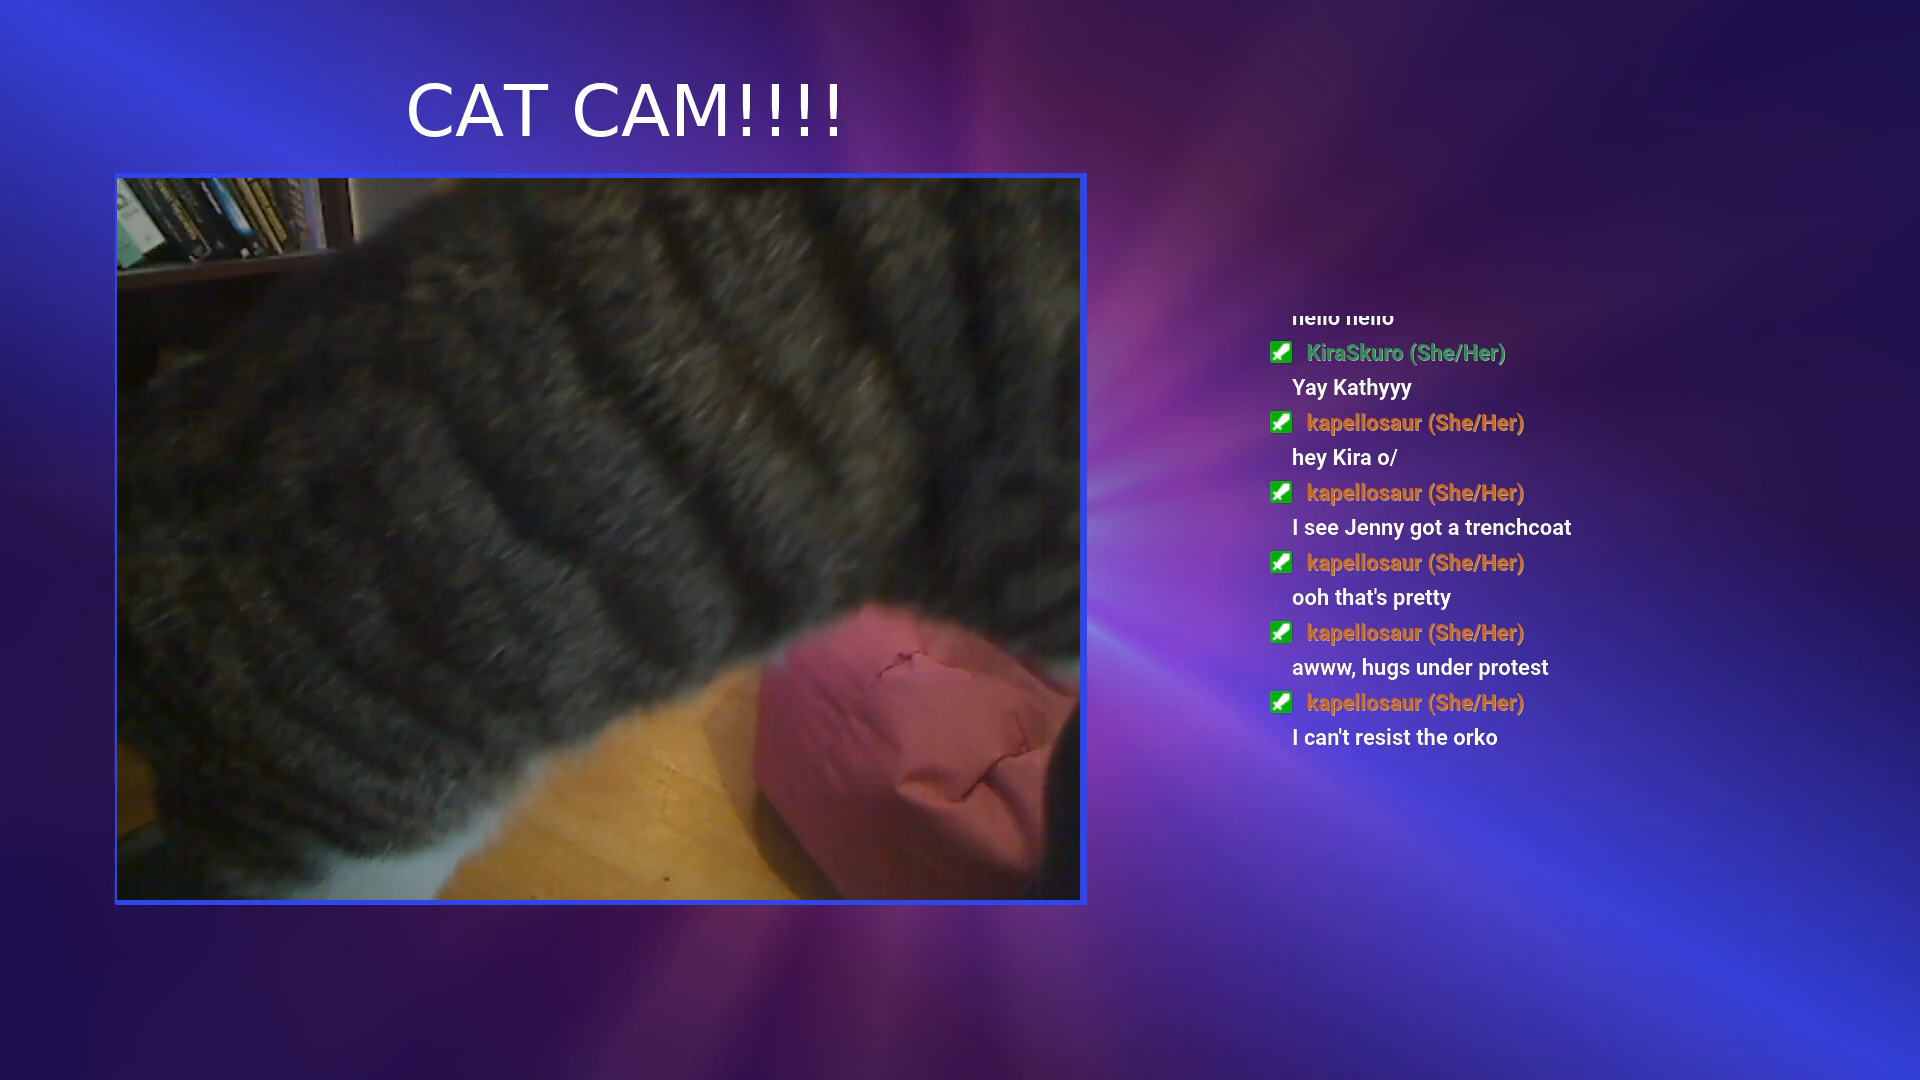 CAT CAM!!!!
hello hello
KiraSkuro (She/Her)
Yay Kathyyy
kapellosaur (She/Her)
hey Kira o/
kapellosaur (She/Her)
I see Jenny got a trenchcoat
kapellosaur (She/Her)
ooh that's pretty
kapellosaur (She/Her)
awww, hugs under protest
kapellosaur (She/Her)
I can't resist the orko